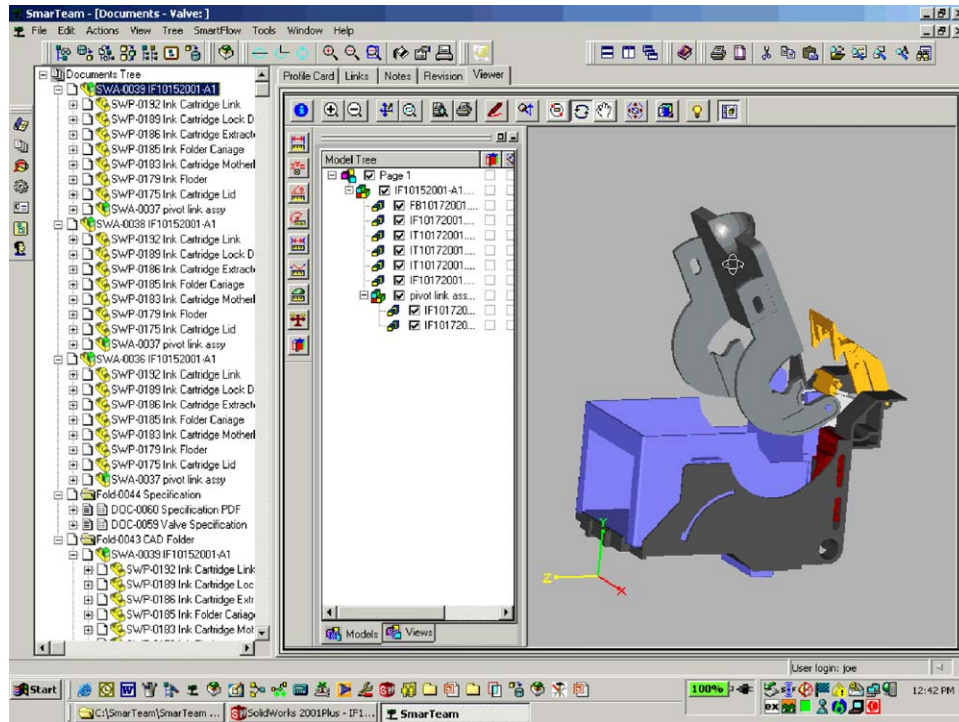 SmarTeam - [Documents - Valve: ]
File Edit Actions View Tree SmartFlow Tools Window Help
Documents Tree
SWA-0039 IF10152001-A1
SWP-0192 Ink Cartridge Link
SWP-0189 Ink Cartridge Lock D
SWP-0186 Ink Cartridge Extract
SWP-0185 Ink Folder Cariage
SWP-0183 Ink Cartridge Motherl
SWP-0179 Ink Floder
SWP-0175 Ink Cartridge Lid
SWA-0037 pivot link assy
SWA-0038 IF10152001-A1
SWP-0192 Ink Cartridge Link
SWP-0189 Ink Cartridge Lock D
SWP-0186 Ink Cartridge Extract
SWP-0185 Ink Folder Cariage
SWP-0183 Ink Cartridge Motherl
SWP-0179 Ink Floder
SWP-0175 Ink Cartridge Lid
SWA-0037 pivot link assy
SWA-0036 IF10152001-A1
SWP-0192 Ink Cartridge Link
SWP-0189 Ink Cartridge Lock D
SWP-0186 Ink Cartridge Extract
SWP-0185 Ink Folder Cariage
SWP-0183 Ink Cartridge Motherl
SWP-0179 Ink Floder
SWP-0175 Ink Cartridge Lid
SWA-0037 pivot link assy
Fold-0044 Specification
DOC-0060 Specification PDF
DOC-0059 Valve Specification
Fold-0043 CAD Folder
SWA-0039 IF10152001-A1
SWP-0192 Ink Cartridge Link
SWP-0189 Ink Cartridge Loc
SWP-0186 Ink Cartridge Extr
SWP-0185 Ink Folder Cariag
SWP-0183 Ink Cartridge Mot
Profile Card Links Notes Revision Viewer
Model Tree
Page 1
IF10152001-A1....
FB10172001....
IF10172001....
IT10172001....
IT10172001....
IT10172001....
IF10172001....
pivot link ass...
IF101720...
IF101720...
Models Views
Y
Z
X
User login: joe
Start
100%
12:42 PM
C:\SmarTeam\SmarTeam ...
SolidWorks 2001Plus - IF1...
SmarTeam